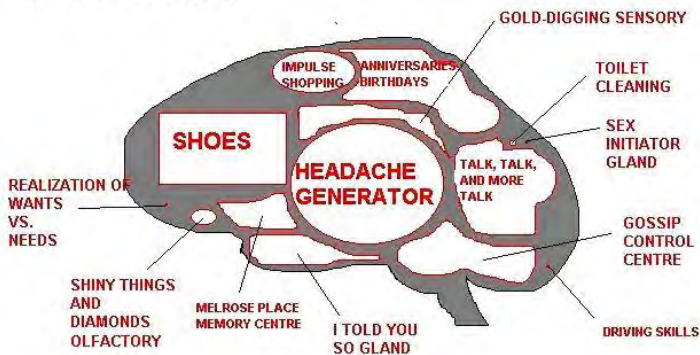 GOLD-DIGGING SENSORY
IMPULSE
SHOPPING
ANNIVERSARIES
BIRTHDAYS
TOILET
CLEANING
SEX
INITIATOR
GLAND
SHOES
HEADACHE
GENERATOR
TALK, TALK,
AND MORE
TALK
REALIZATION OF
WANTS
VS.
NEEDS
GOSSIP
CONTROL
CENTRE
SHINY THINGS
AND
DIAMONDS
OLFACTORY
MELROSE PLACE
MEMORY CENTRE
I TOLD YOU
SO GLAND
DRIVING SKILLS